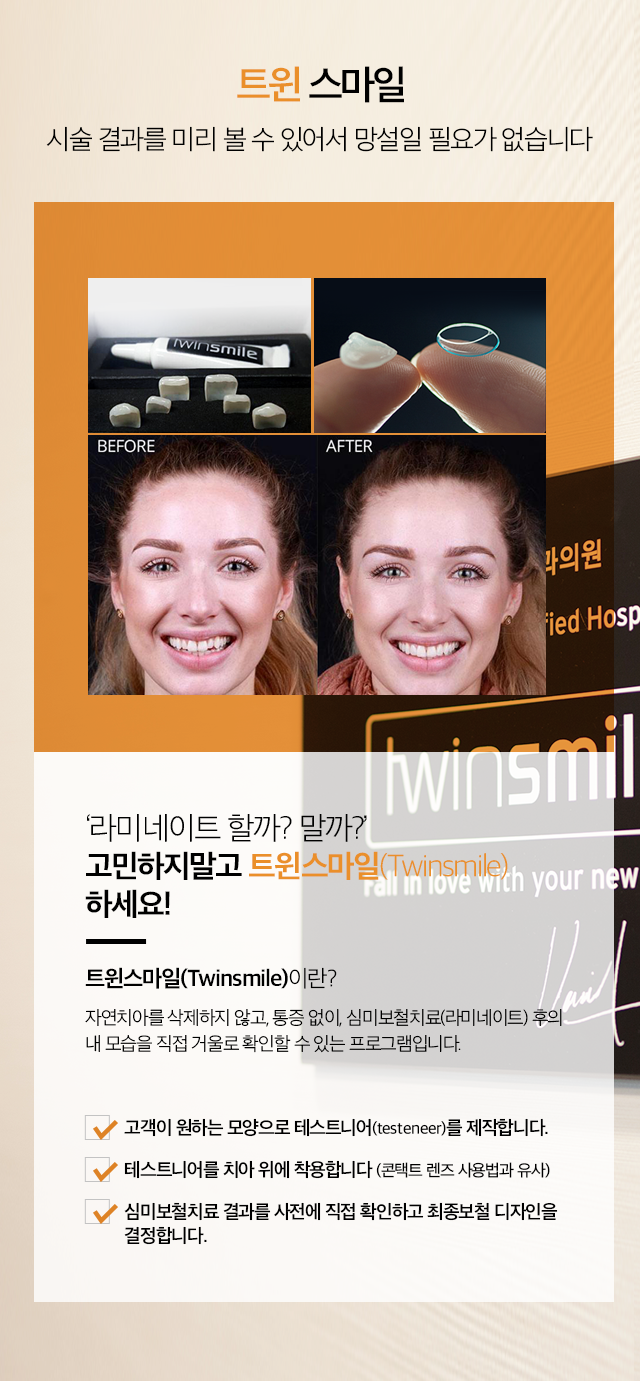 트윈 스마일
시술 결과를 미리 볼 수 있어서 망설일 필요가 없습니다
twinsmile
BEFORE
AFTER
과의원
fied Hosp
twinsmil
Fall in love with your new
‘라미네이트 할까? 말까?’
고민하지말고 트윈스마일(Twinsmile)
하세요!
트윈스마일(Twinsmile)이란?
자연치아를 삭제하지 않고, 통증 없이, 심미보철치료(라미네이트) 후의
내 모습을 직접 거울로 확인할 수 있는 프로그램입니다.
고객이 원하는 모양으로 테스트니어(testeneer)를 제작합니다.
테스트니어를 치아 위에 착용합니다 (콘택트 렌즈 사용법과 유사)
심미보철치료 결과를 사전에 직접 확인하고 최종보철 디자인을
결정합니다.